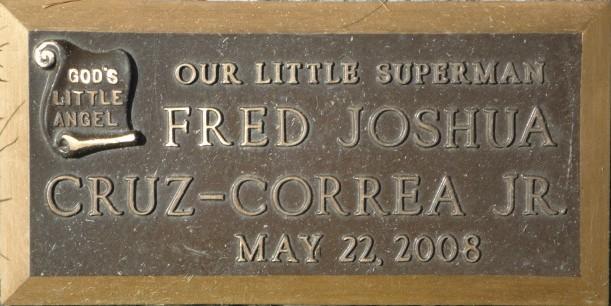 GOD'S
LITTLE
ANGEL
OUR LITTLE SUPERMAN
FRED JOSHUA
CRUZ-CORREA JR.
MAY 22, 2008